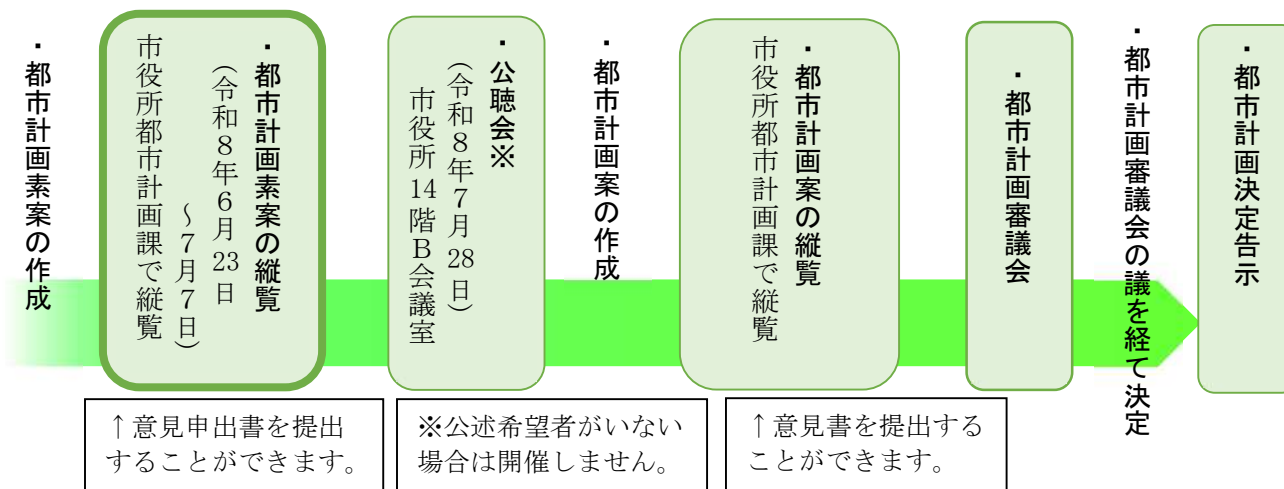 ・都市計画素案の作成
・都市計画素案の縦覧
(令和８年６月23日
～７月７日)
市役所都市計画課で縦覧
・公聴会※
(令和８年７月28日)
市役所14階Ｂ会議室
・都市計画案の作成
・都市計画案の縦覧
市役所都市計画課で縦覧
・都市計画審議会
・都市計画審議会の議を経て決定
・都市計画決定告示
↑意見申出書を提出
することができます。
※公述希望者がいない
場合は開催しません。
↑意見書を提出する
ことができます。